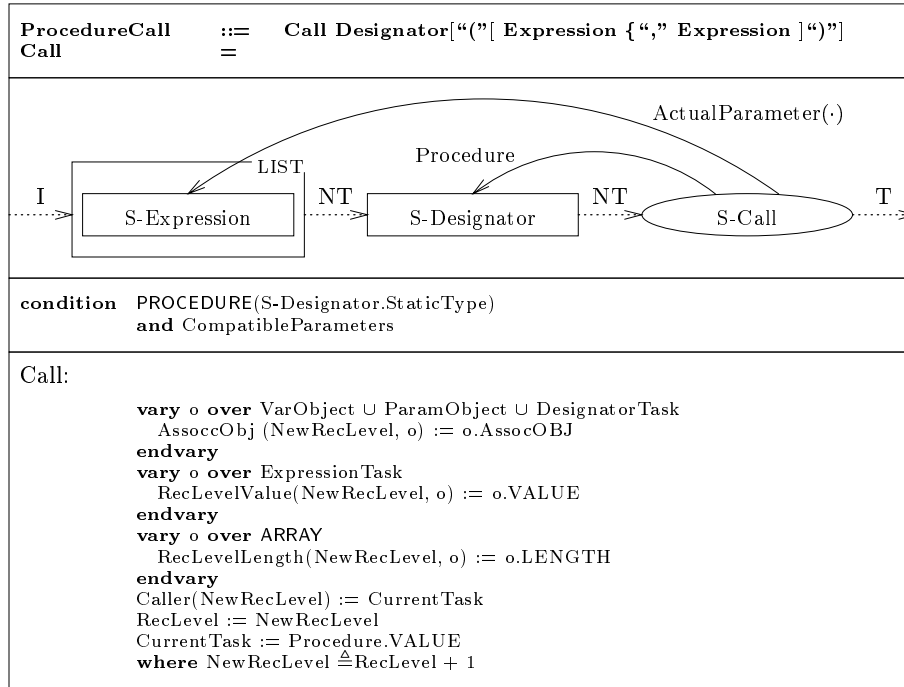 ProcedureCall ::= Call Designator[“(”[ Expression {“,” Expression ]“)”]
Call =
ActualParameter(·)
Procedure
LIST
I NT NT T
S-Expression S-Designator S-Call
condition PROCEDURE(S-Designator.StaticType)
and CompatibleParameters
Call:
vary o over VarObject ∪ ParamObject ∪ DesignatorTask
AssoccObj (NewRecLevel, o) := o.AssocOBJ
endvary
vary o over ExpressionTask
RecLevelValue(NewRecLevel, o) := o.VALUE
endvary
vary o over ARRAY
RecLevelLength(NewRecLevel, o) := o.LENGTH
endvary
Caller(NewRecLevel) := CurrentTask
RecLevel := NewRecLevel
CurrentTask := Procedure.VALUE
where NewRecLevel ≜RecLevel + 1